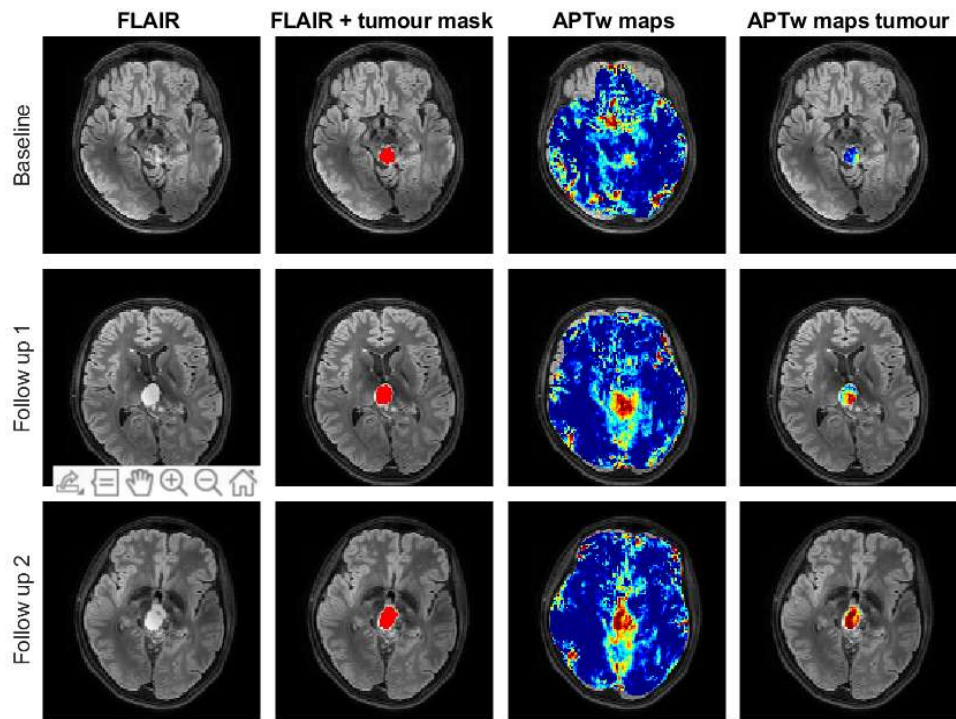 FLAIR
FLAIR + tumour mask
APTw maps
APTw maps tumour
Baseline
Follow up 1
Follow up 2